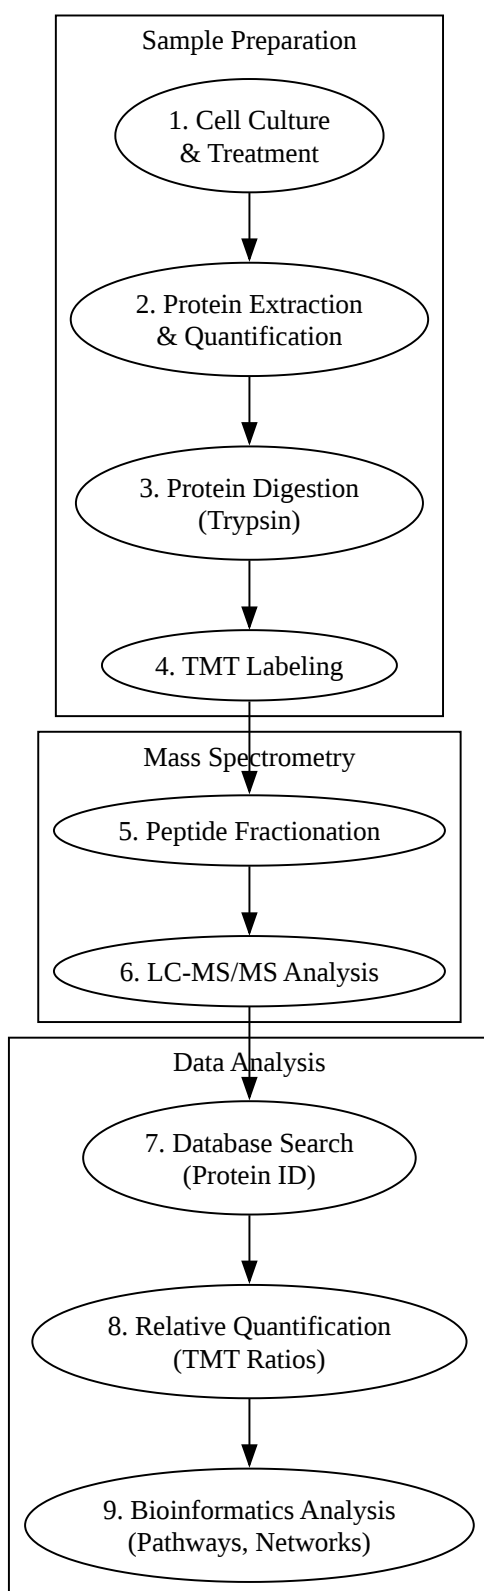 Sample Preparation
1. Cell Culture
& Treatment
2. Protein Extraction
& Quantification
3. Protein Digestion
(Trypsin)
4. TMT Labeling
Mass Spectrometry
5. Peptide Fractionation
6. LC-MS/MS Analysis
Data Analysis
7. Database Search
(Protein ID)
8. Relative Quantification
(TMT Ratios)
9. Bioinformatics Analysis
(Pathways, Networks)